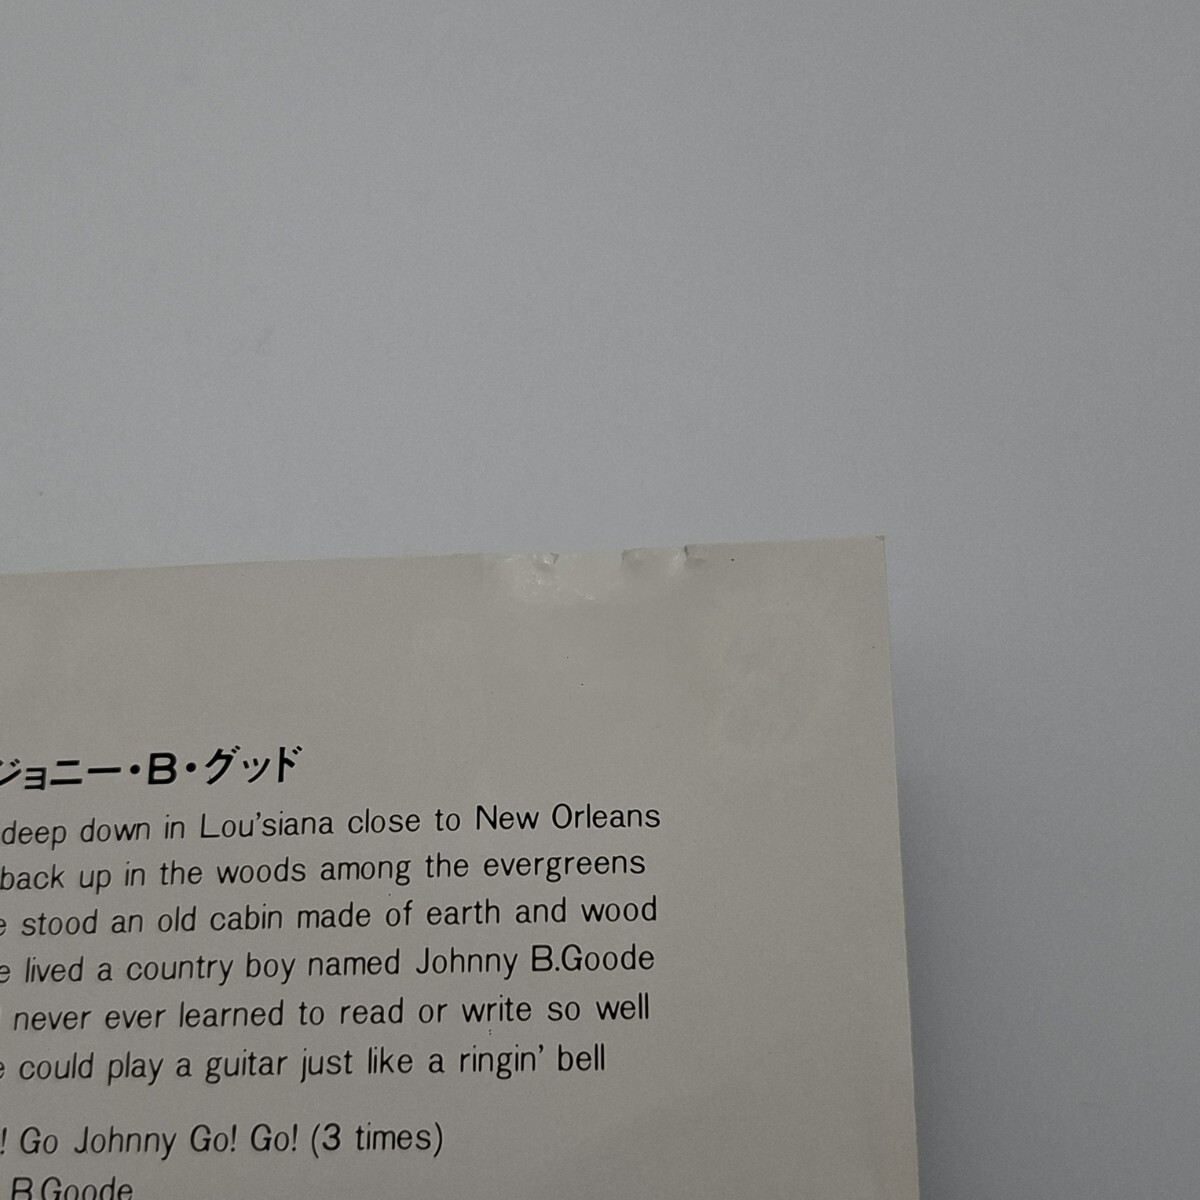 ジョニー・B・グッド
deep down in Lou'siana close to New Orleans
back up in the woods among the evergreens
stood an old cabin made of earth and wood
lived a country boy named Johnny B.Goode
never ever learned to read or write so well
could play a guitar just like a ringin' bell
! Go Johnny Go! Go! (3 times)
B.Goode